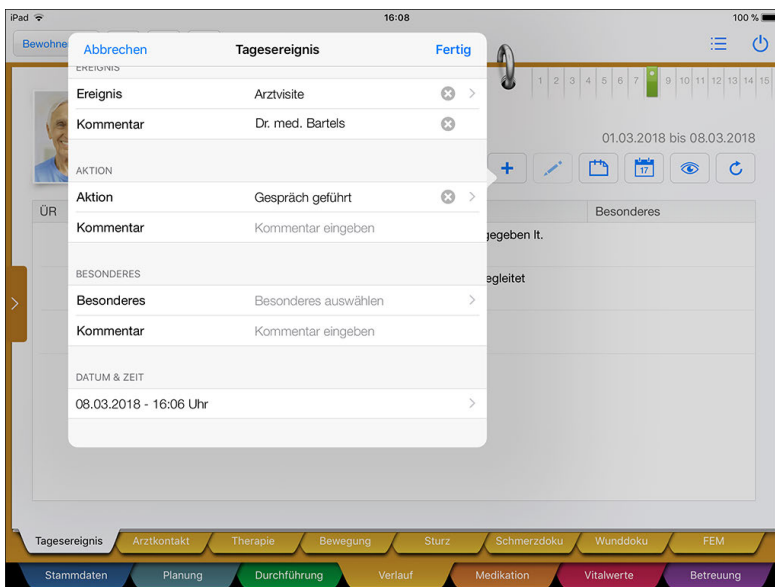 iPad 16:08 100 %
Bewohne
Abbrechen Tagesereignis Fertig
EREIGNIS
Ereignis Arztvisite
Kommentar Dr. med. Bartels
AKTION
Aktion Gespräch geführt
Kommentar Kommentar eingeben
BESONDERES
Besonderes Besonderes auswählen
Kommentar Kommentar eingeben
DATUM & ZEIT
08.03.2018 - 16:06 Uhr
1 2 3 4 5 6 7 9 10 11 12 13 14 15
01.03.2018 bis 08.03.2018
17
ÜR Besonderes
gegeben lt.
egleitet
Tagesereignis Arztkontakt Therapie Bewegung Sturz Schmerzdoku Wunddoku FEM
Stammdaten Planung Durchführung Verlauf Medikation Vitalwerte Betreuung